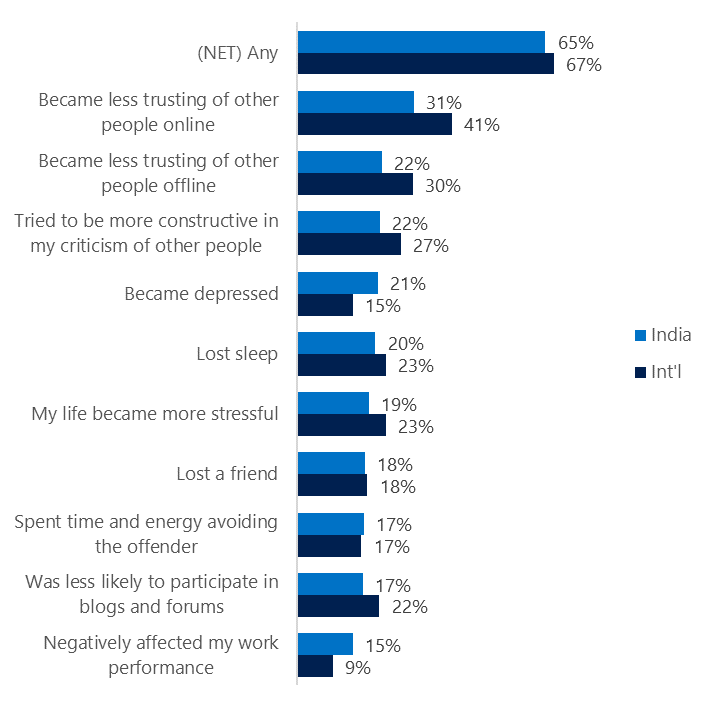 (NET) Any
65%
67%
Became less trusting of other
people online
31%
41%
Became less trusting of other
people offline
22%
30%
Tried to be more constructive in
my criticism of other people
22%
27%
Became depressed
21%
15%
Lost sleep
20%
23%
My life became more stressful
19%
23%
Lost a friend
18%
18%
Spent time and energy avoiding
the offender
17%
17%
Was less likely to participate in
blogs and forums
17%
22%
Negatively affected my work
performance
15%
9%
India
Int'l